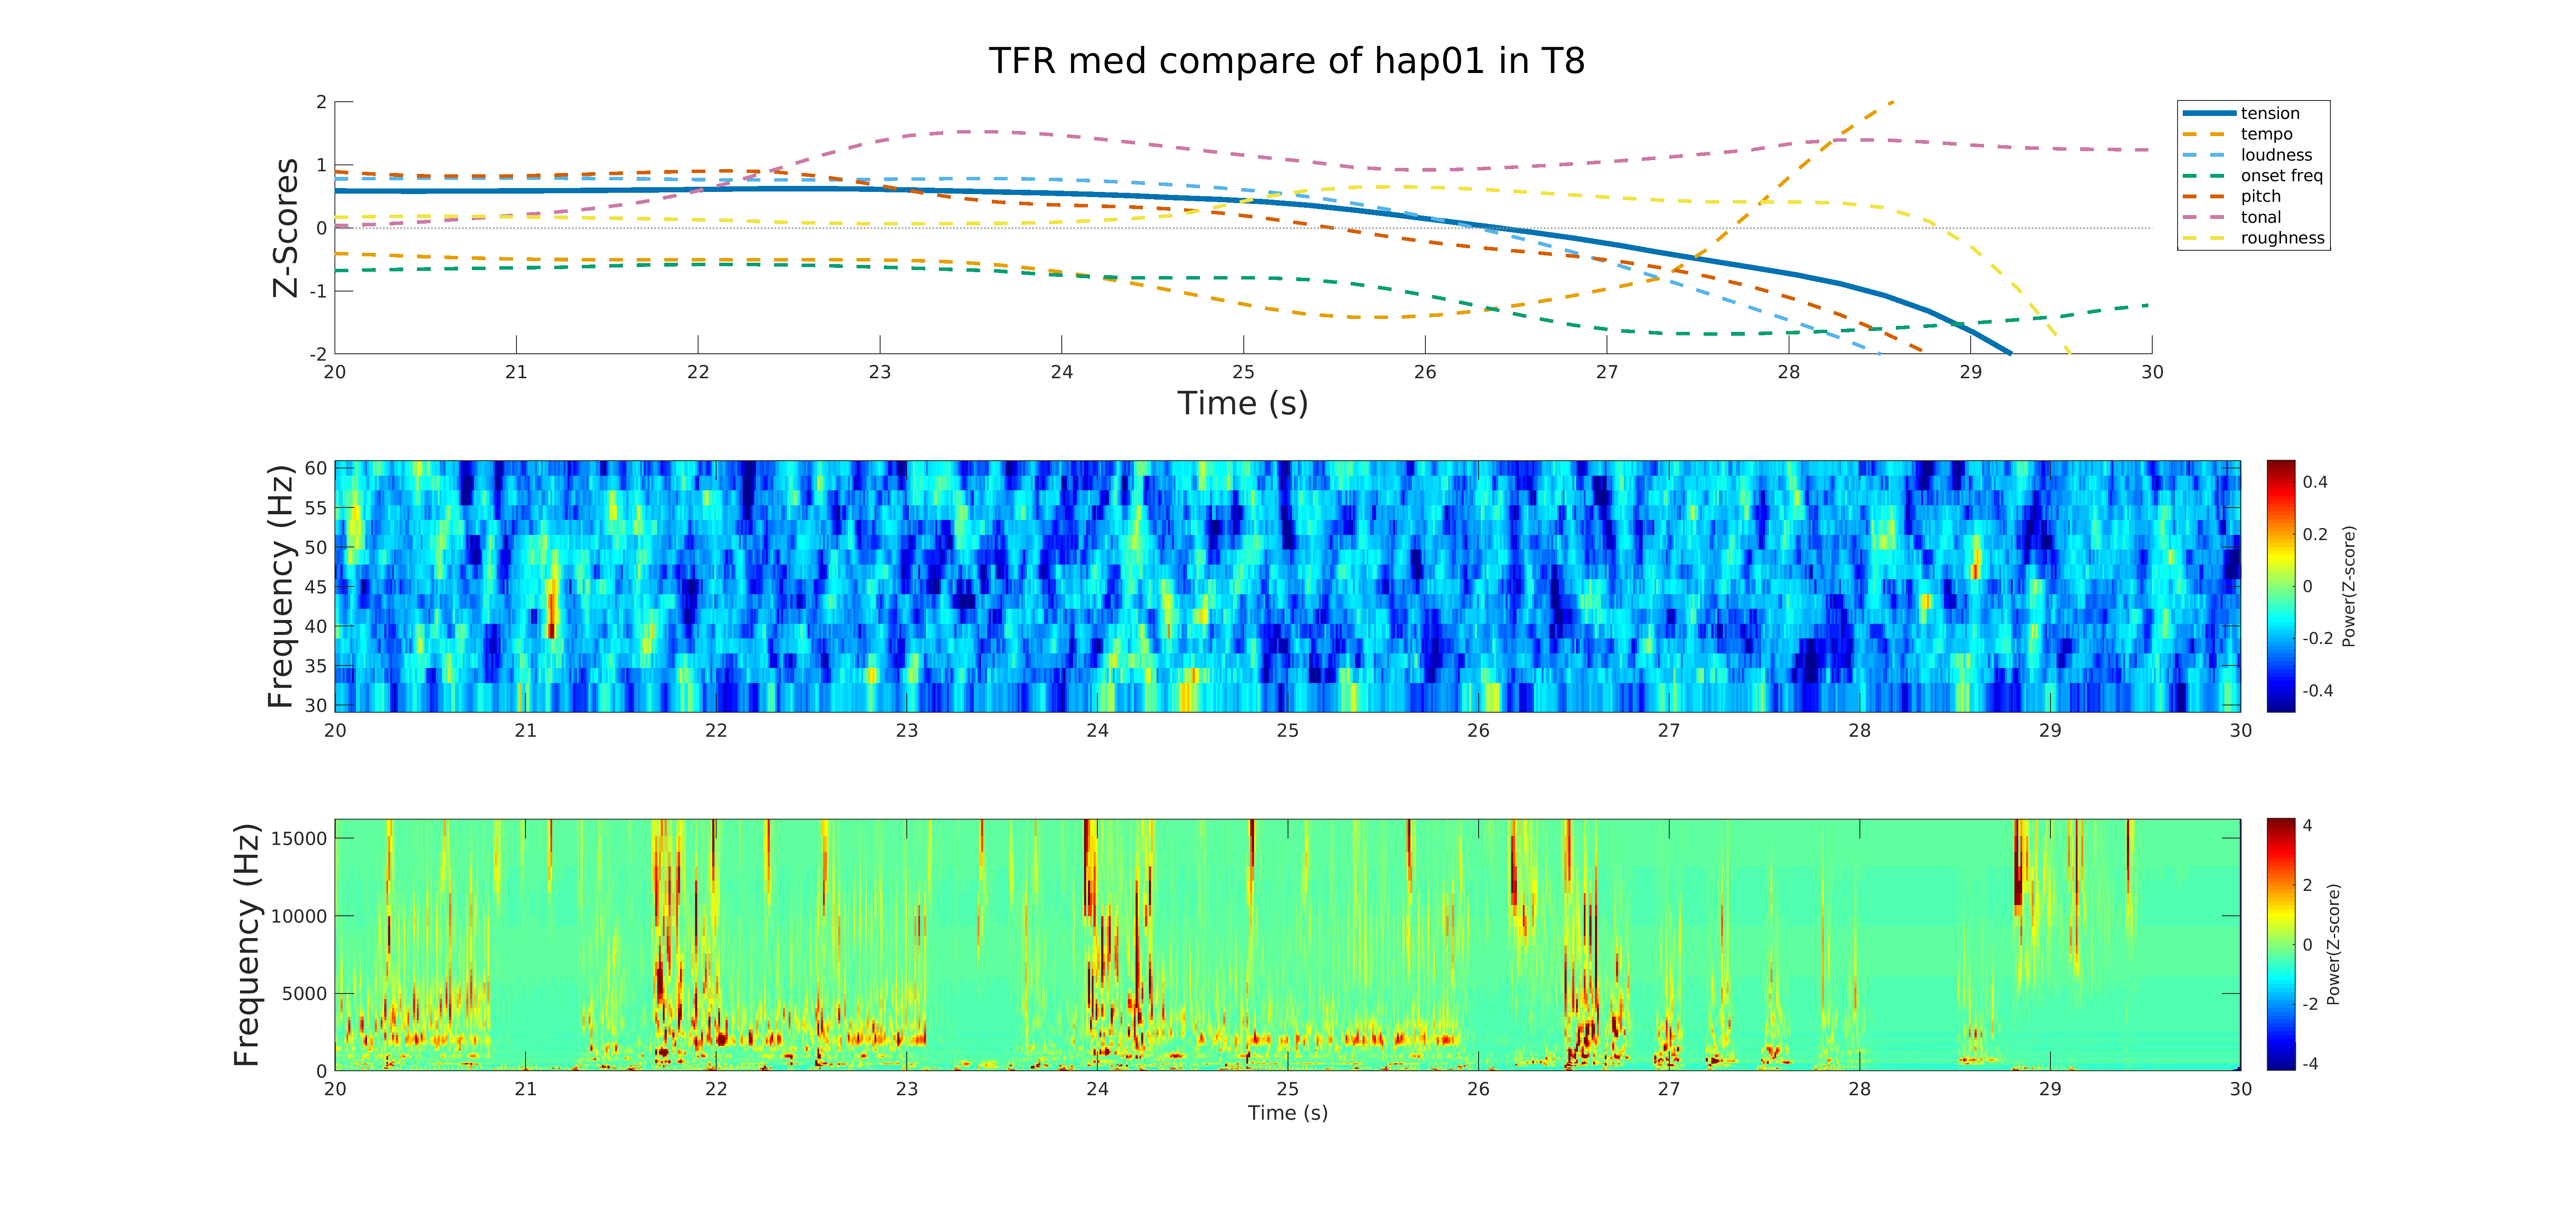 TFR med compare of hap01 in T8
2
1
0
-1
-2
Z-Scores
20 21 22 23 24 25 26 27 28 29 30
Time (s)
tension
tempo
loudness
onset freq
pitch
tonal
roughness
60
55
50
45
40
35
30
Frequency (Hz)
20 21 22 23 24 25 26 27 28 29 30
0.4
0.2
0
-0.2
-0.4
Power(Z-score)
15000
10000
5000
0
Frequency (Hz)
20 21 22 23 24 25 26 27 28 29 30
Time (s)
4
2
0
-2
-4
Power(Z-score)